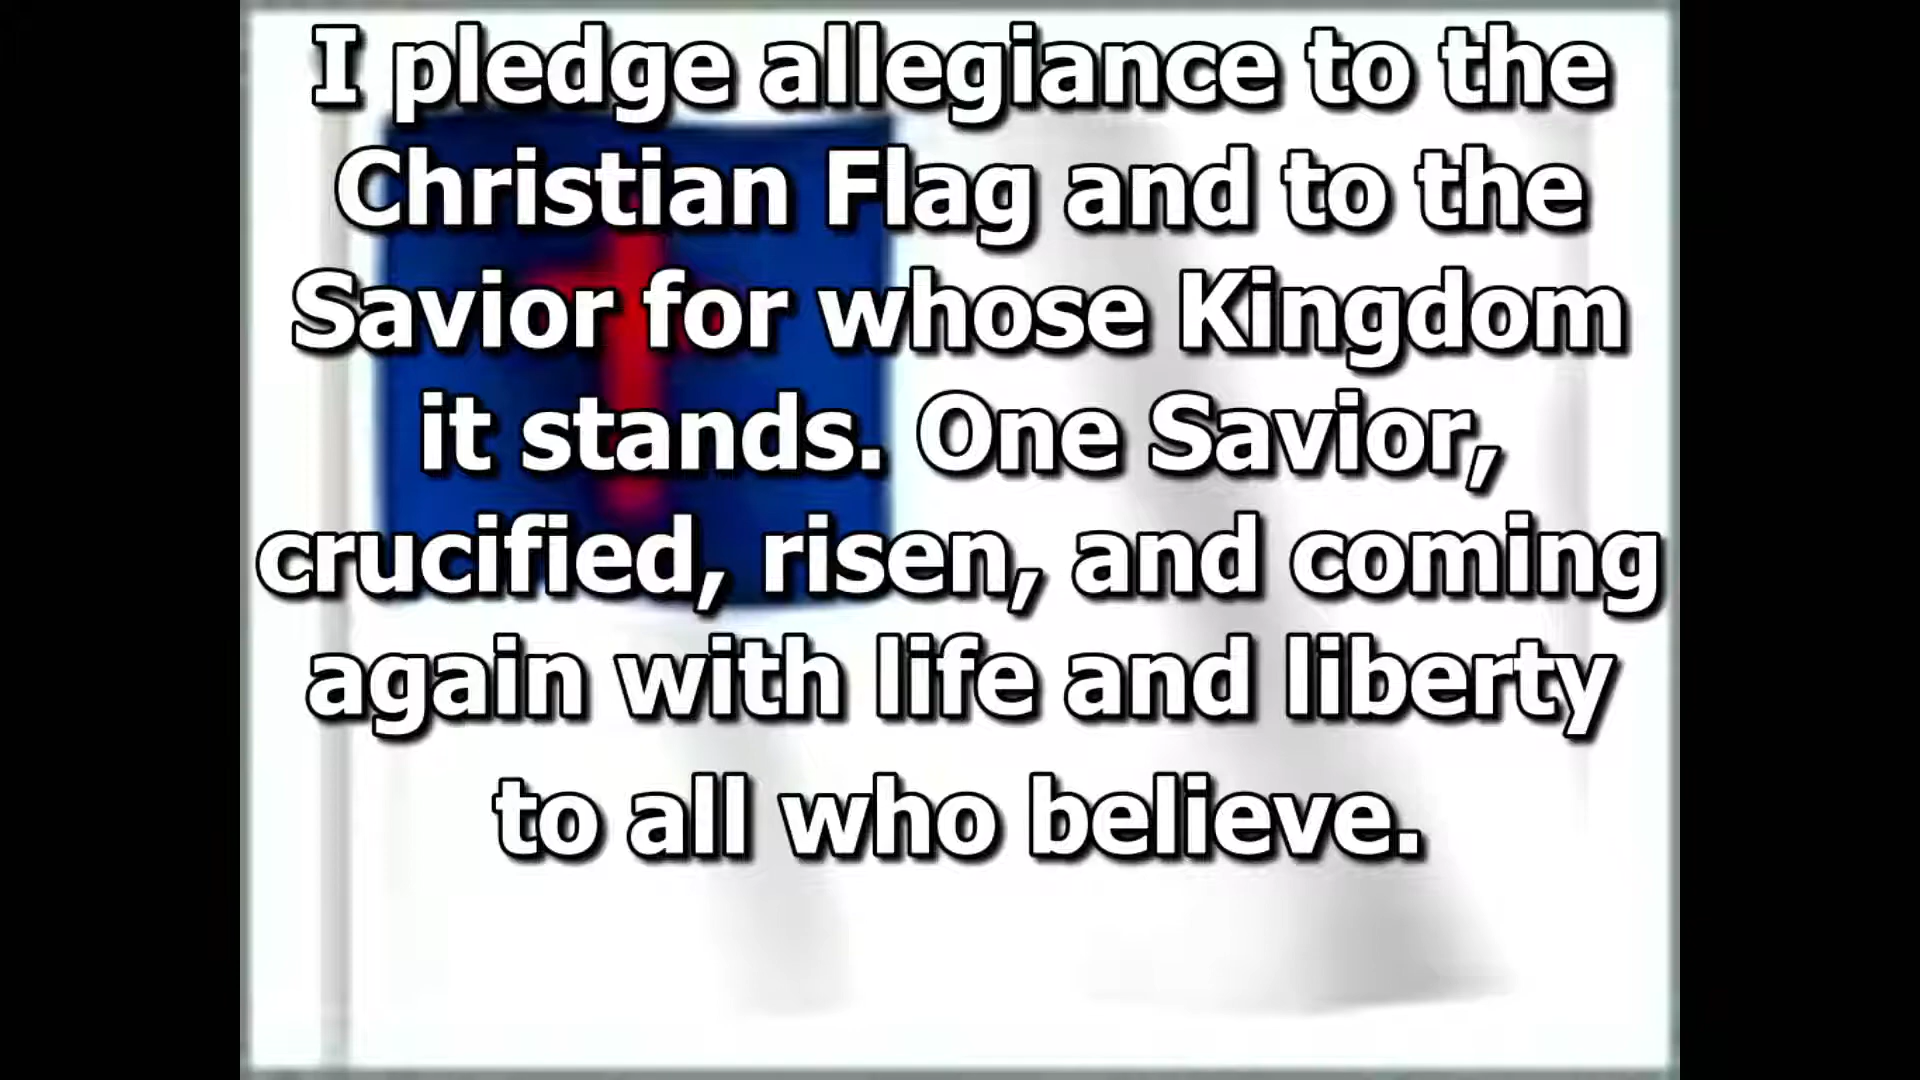 I pledge allegiance to the
Christian Flag and to the
Savior for whose Kingdom
it stands. One Savior,
crucified, risen, and coming
again with life and liberty
to all who believe.